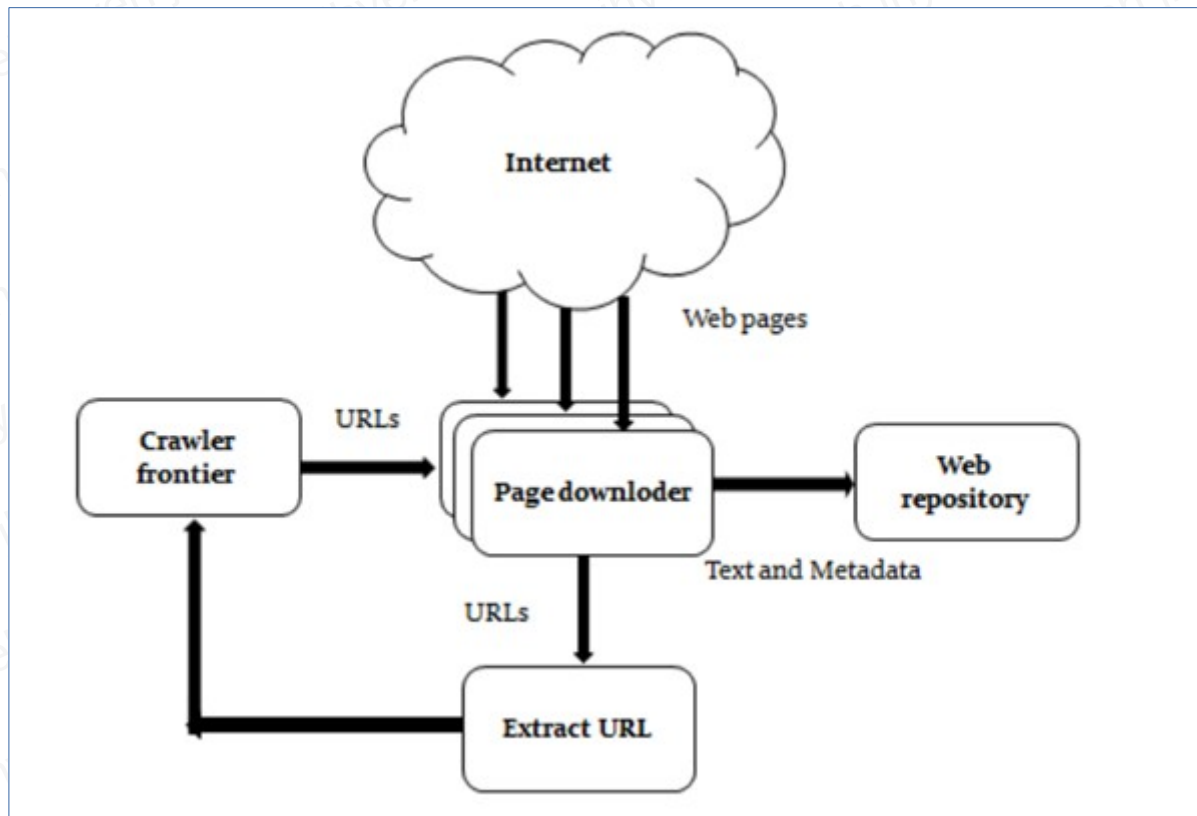 Internet
Web pages
Crawler
frontier
URLs
Page downloder
Web
repository
Text and Metadata
URLs
Extract URL